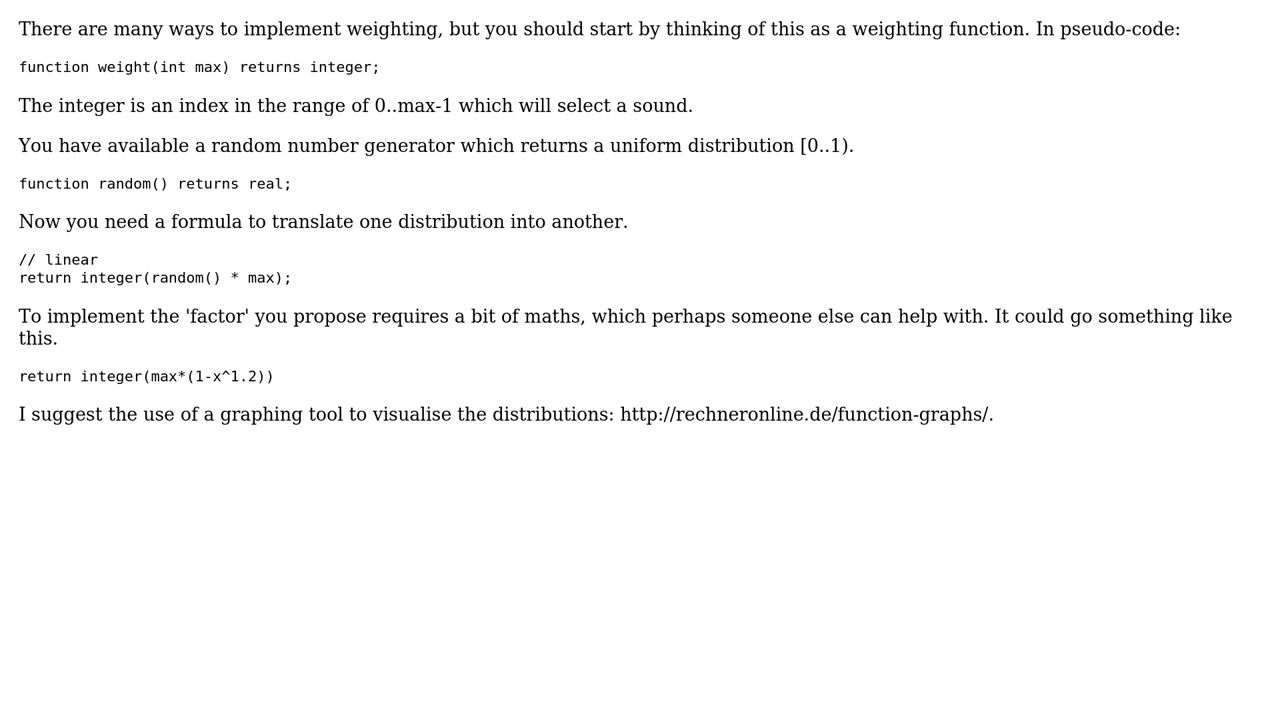 There are many ways to implement weighting, but you should start by thinking of this as a weighting function. In pseudo-code:
function weight(int max) returns integer;
The integer is an index in the range of 0..max-1 which will select a sound.
You have available a random number generator which returns a uniform distribution [0..1).
function random() returns real;
Now you need a formula to translate one distribution into another.
// linear
return integer(random() * max);
To implement the 'factor' you propose requires a bit of maths, which perhaps someone else can help with. It could go something like
this.
return integer(max*(1-x^1.2))
I suggest the use of a graphing tool to visualise the distributions: http://rechneronline.de/function-graphs/.